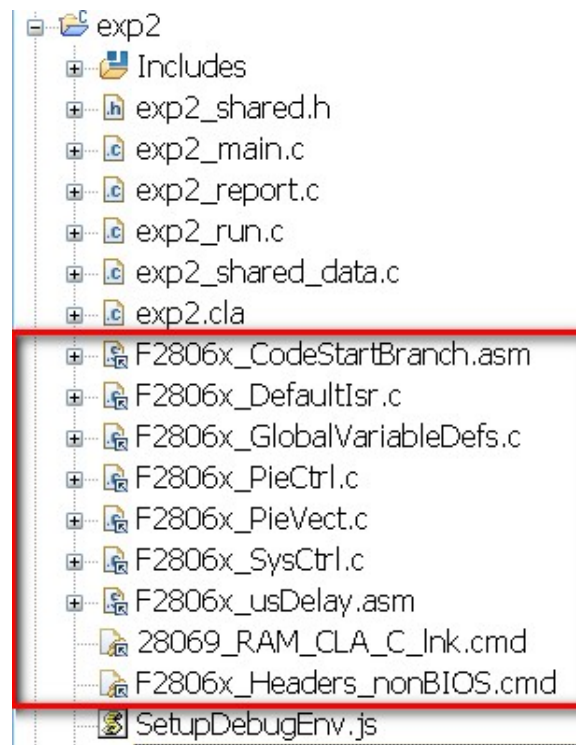 exp2
Includes
exp2_shared.h
exp2_main.c
exp2_report.c
exp2_run.c
exp2_shared_data.c
exp2.cla
F2806x_CodeStartBranch.asm
F2806x_DefaultIsr.c
F2806x_GlobalVariableDefs.c
F2806x_PieCtrl.c
F2806x_PieVect.c
F2806x_SysCtrl.c
F2806x_usDelay.asm
28069_RAM_CLA_C_lnk.cmd
F2806x_Headers_nonBIOS.cmd
SetupDebugEnv.js